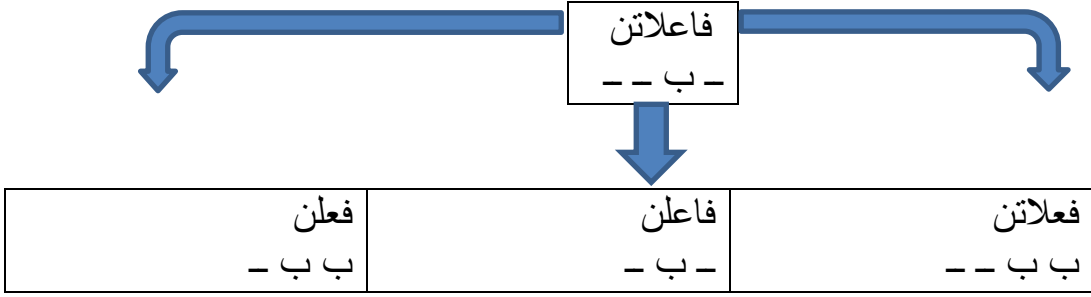 فاعلاتن
– ب – –
فعلاتن
ب ب – –
فاعلن
– ب –
فعلن
ب ب –